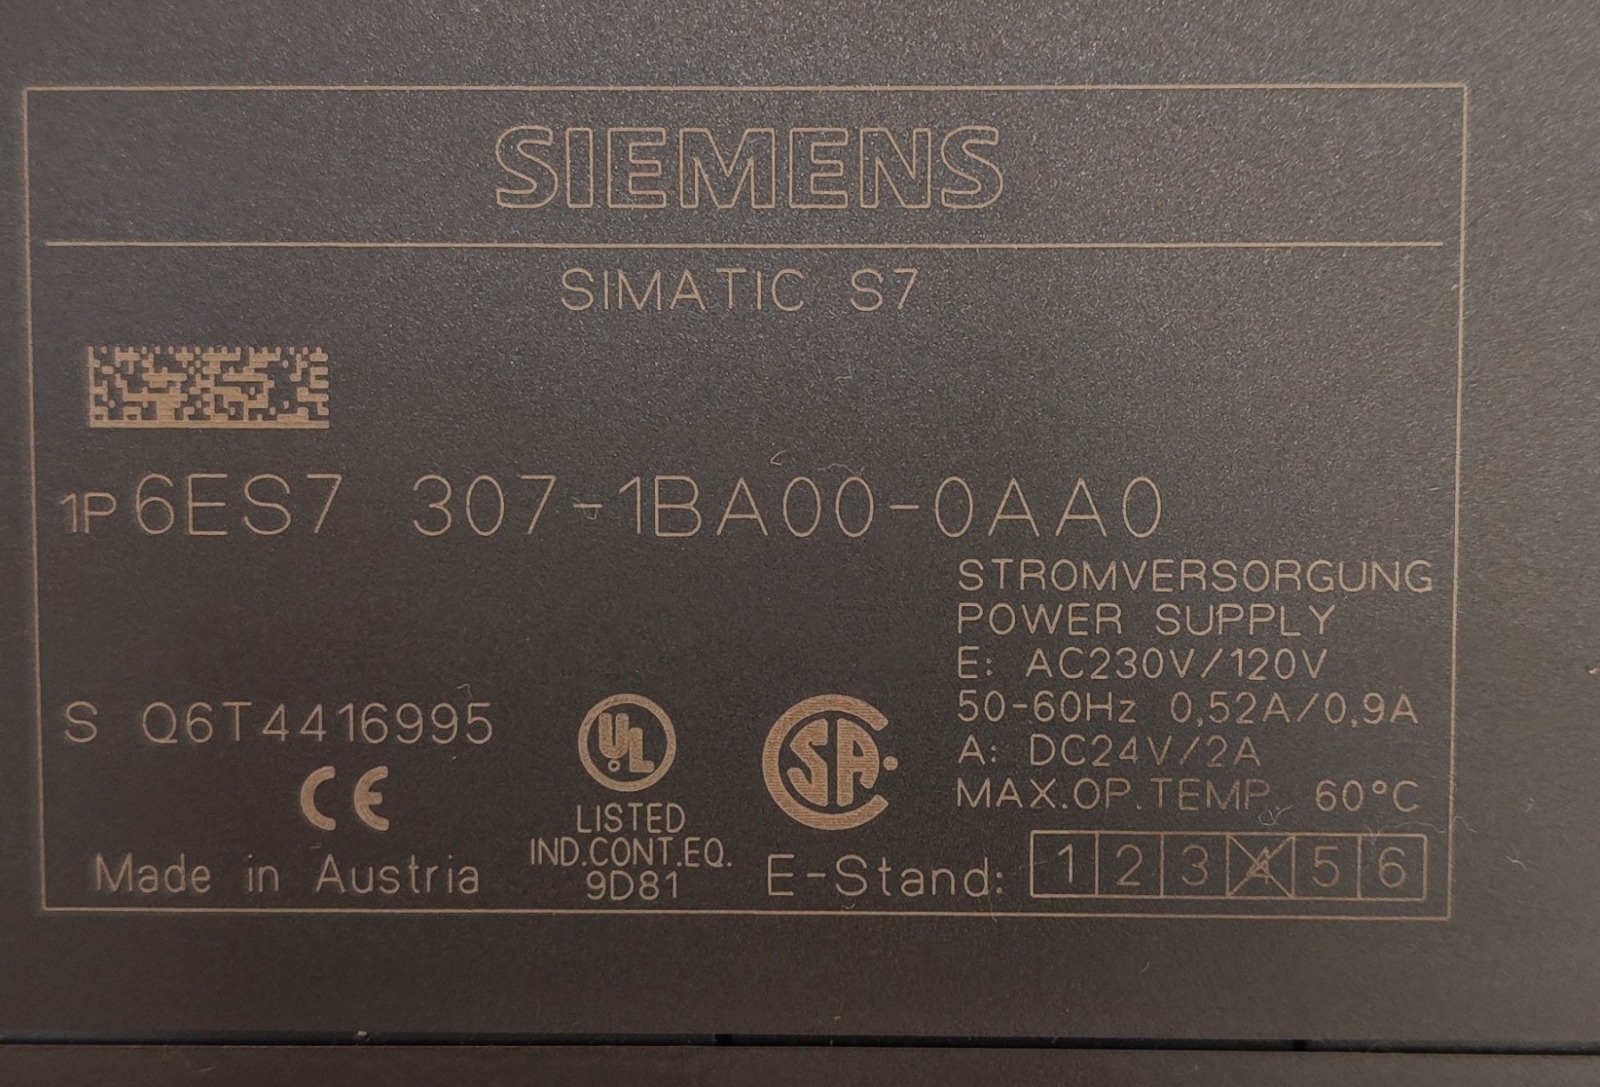 SIEMENS
SIMATIC S7
1P 6ES7 307-1BA00-0AA0
STROMVERSORGUNG
POWER SUPPLY
E: AC230V/120V
50-60Hz 0,52A/0,9A
A: DC24V/2A
MAX.OP.TEMP. 60°C
S Q6T4416995
CE
UL
LISTED
IND.CONT.EQ.
9D81
SA
Made in Austria
E-Stand: 1 2 3 4 5 6